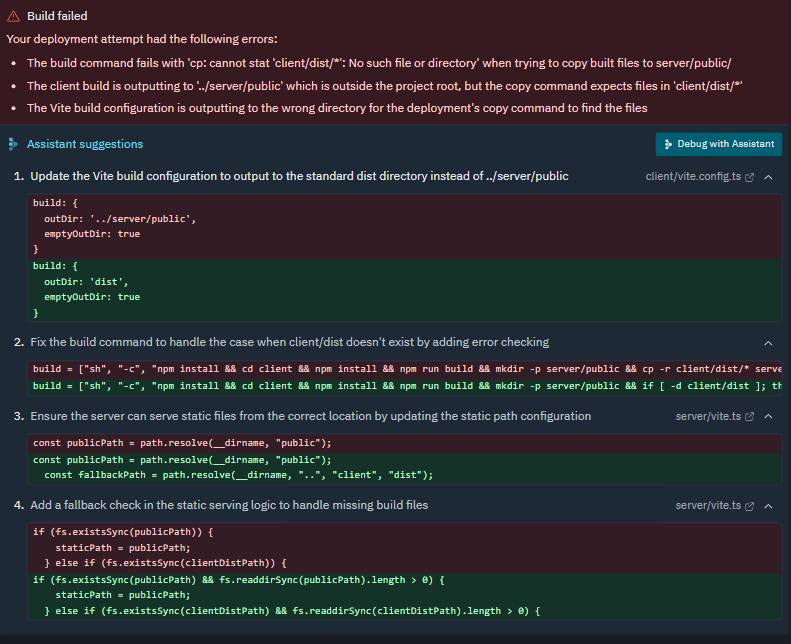 Build failed
Your deployment attempt had the following errors:
• The build command fails with 'cp: cannot stat 'client/dist/*': No such file or directory' when trying to copy built files to server/public/
• The client build is outputting to '../server/public' which is outside the project root, but the copy command expects files in 'client/dist/*'
• The Vite build configuration is outputting to the wrong directory for the deployment's copy command to find the files
Assistant suggestions
Debug with Assistant
1. Update the Vite build configuration to output to the standard dist directory instead of ../server/public
client/vite.config.ts
build: {
outDir: '../server/public',
emptyOutDir: true
}
build: {
outDir: 'dist',
emptyOutDir: true
}
2. Fix the build command to handle the case when client/dist doesn't exist by adding error checking
build = ["sh", "-c", "npm install && cd client && npm install && npm run build && mkdir -p server/public && cp -r client/dist/* serve
build = ["sh", "-c", "npm install && cd client && npm install && npm run build && mkdir -p server/public && if [ -d client/dist ]; th
3. Ensure the server can serve static files from the correct location by updating the static path configuration
server/vite.ts
const publicPath = path.resolve(__dirname, "public");
const publicPath = path.resolve(__dirname, "public");
const fallbackPath = path.resolve(__dirname, "..", "client", "dist");
4. Add a fallback check in the static serving logic to handle missing build files
server/vite.ts
if (fs.existsSync(publicPath)) {
staticPath = publicPath;
} else if (fs.existsSync(clientDistPath)) {
if (fs.existsSync(publicPath) && fs.readdirSync(publicPath).length > 0) {
staticPath = publicPath;
} else if (fs.existsSync(clientDistPath) && fs.readdirSync(clientDistPath).length > 0) {